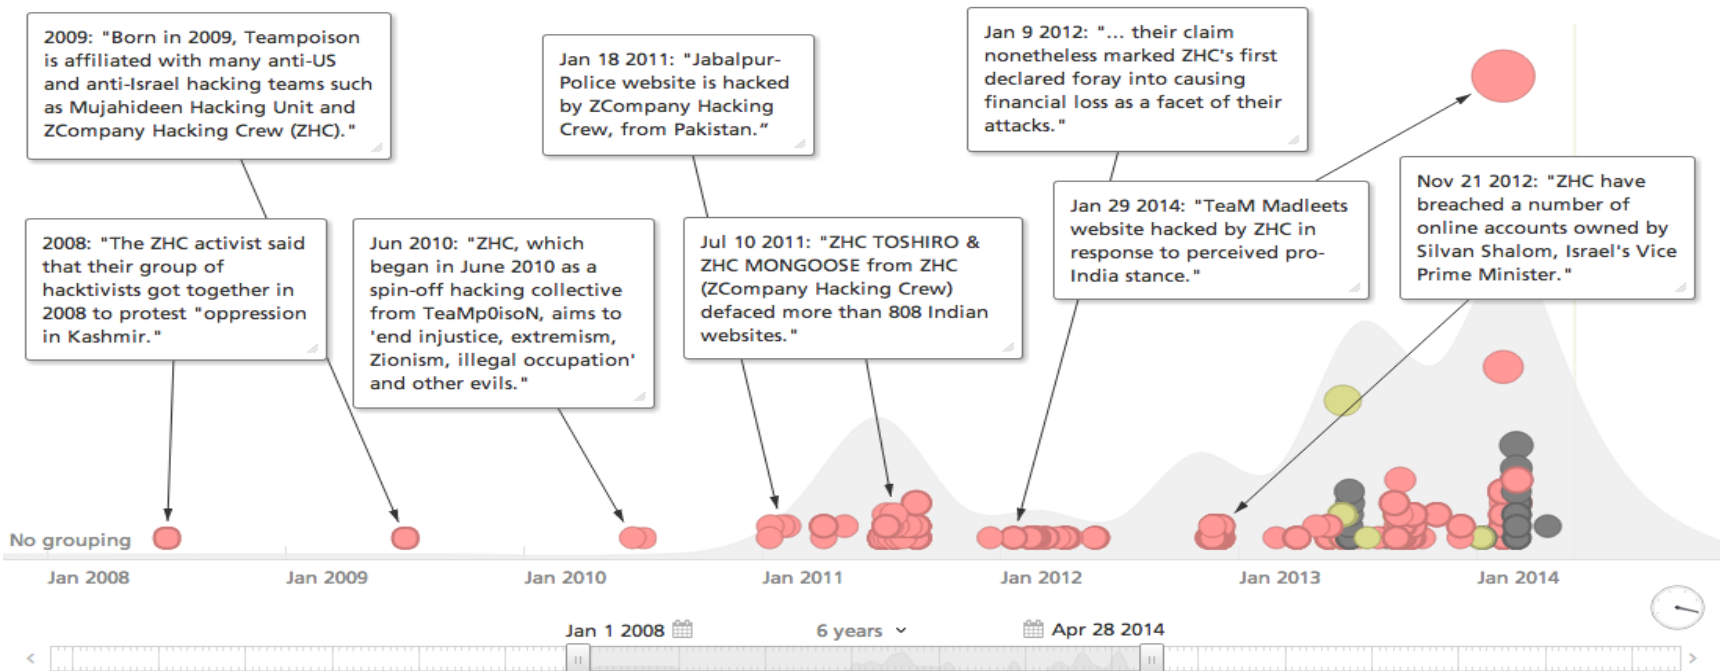 2009: "Born in 2009, Teampoison
is affiliated with many anti-US
and anti-Israel hacking teams such
as Mujahideen Hacking Unit and
ZCompany Hacking Crew (ZHC)."
Jan 18 2011: "Jabalpur-
Police website is hacked
by ZCompany Hacking
Crew, from Pakistan.”
Jan 9 2012: "... their claim
nonetheless marked ZHC's first
declared foray into causing
financial loss as a facet of their
attacks."
2008: "The ZHC activist said
that their group of
hacktivists got together in
2008 to protest "oppression
in Kashmir."
Jun 2010: "ZHC, which
began in June 2010 as a
spin-off hacking collective
from TeaMp0isoN, aims to
'end injustice, extremism,
Zionism, illegal occupation'
and other evils."
Jul 10 2011: "ZHC TOSHIRO &
ZHC MONGOOSE from ZHC
(ZCompany Hacking Crew)
defaced more than 808 Indian
websites."
Jan 29 2014: "TeaM Madleets
website hacked by ZHC in
response to perceived pro-
India stance."
Nov 21 2012: "ZHC have
breached a number of
online accounts owned by
Silvan Shalom, Israel's Vice
Prime Minister."
No grouping
Jan 2008 Jan 2009 Jan 2010 Jan 2011 Jan 2012 Jan 2013 Jan 2014
Jan 1 2008 6 years Apr 28 2014